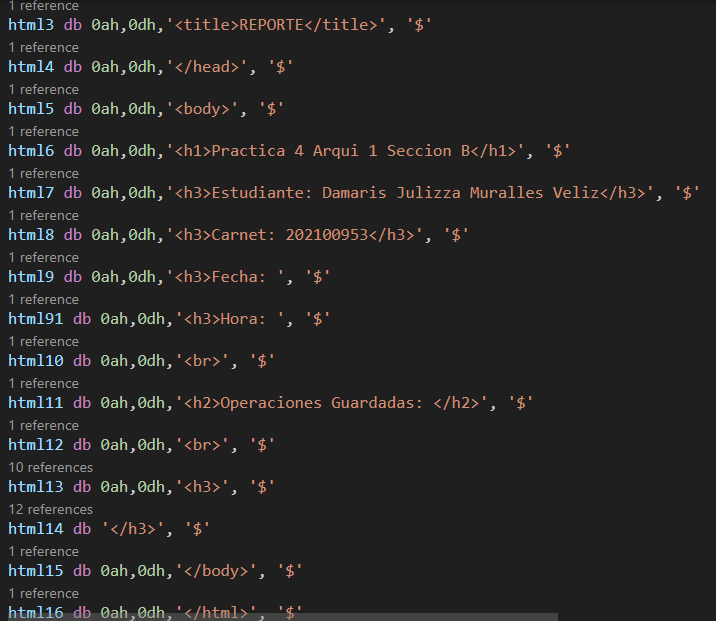 1 reference
html3 db 0ah,0dh,'<title>REPORTE</title>', '$'
1 reference
html4 db 0ah,0dh,'</head>', '$'
1 reference
html5 db 0ah,0dh,'<body>', '$'
1 reference
html6 db 0ah,0dh,'<h1>Practica 4 Arqui 1 Seccion B</h1>', '$'
1 reference
html7 db 0ah,0dh,'<h3>Estudiante: Damaris Julizza Muralles Veliz</h3>', '$'
1 reference
html8 db 0ah,0dh,'<h3>Carnet: 202100953</h3>', '$'
1 reference
html9 db 0ah,0dh,'<h3>Fecha: ', '$'
1 reference
html91 db 0ah,0dh,'<h3>Hora: ', '$'
1 reference
html10 db 0ah,0dh,'<br>', '$'
1 reference
html11 db 0ah,0dh,'<h2>Operaciones Guardadas: </h2>', '$'
1 reference
html12 db 0ah,0dh,'<br>', '$'
10 references
html13 db 0ah,0dh,'<h3>', '$'
12 references
html14 db '</h3>', '$'
1 reference
html15 db 0ah,0dh,'</body>', '$'
1 reference
html16 db 0ah,0dh,'</html>', '$'